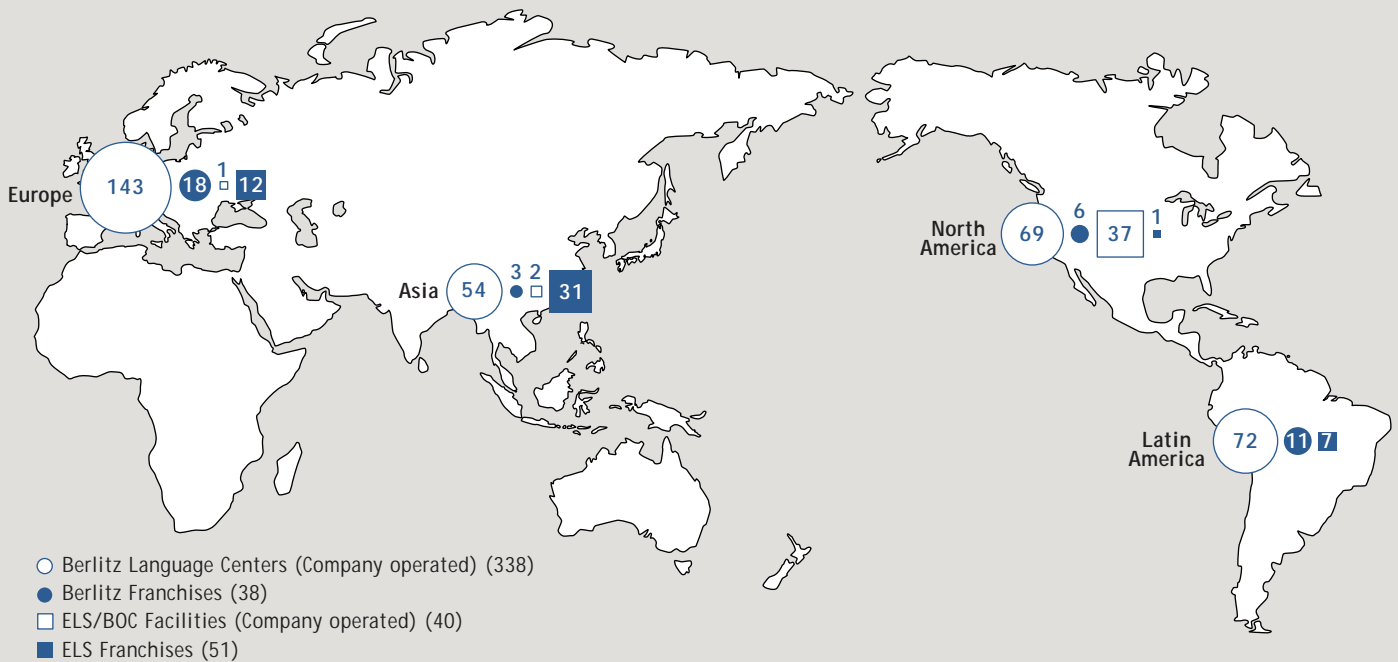 Europe
143
18
1
12
Asia
54
3
2
31
North
America
69
6
37
1
Latin
America
72
11
7
Berlitz Language Centers (Company operated) (338)
Berlitz Franchises (38)
ELS/BOC Facilities (Company operated) (40)
ELS Franchises (51)